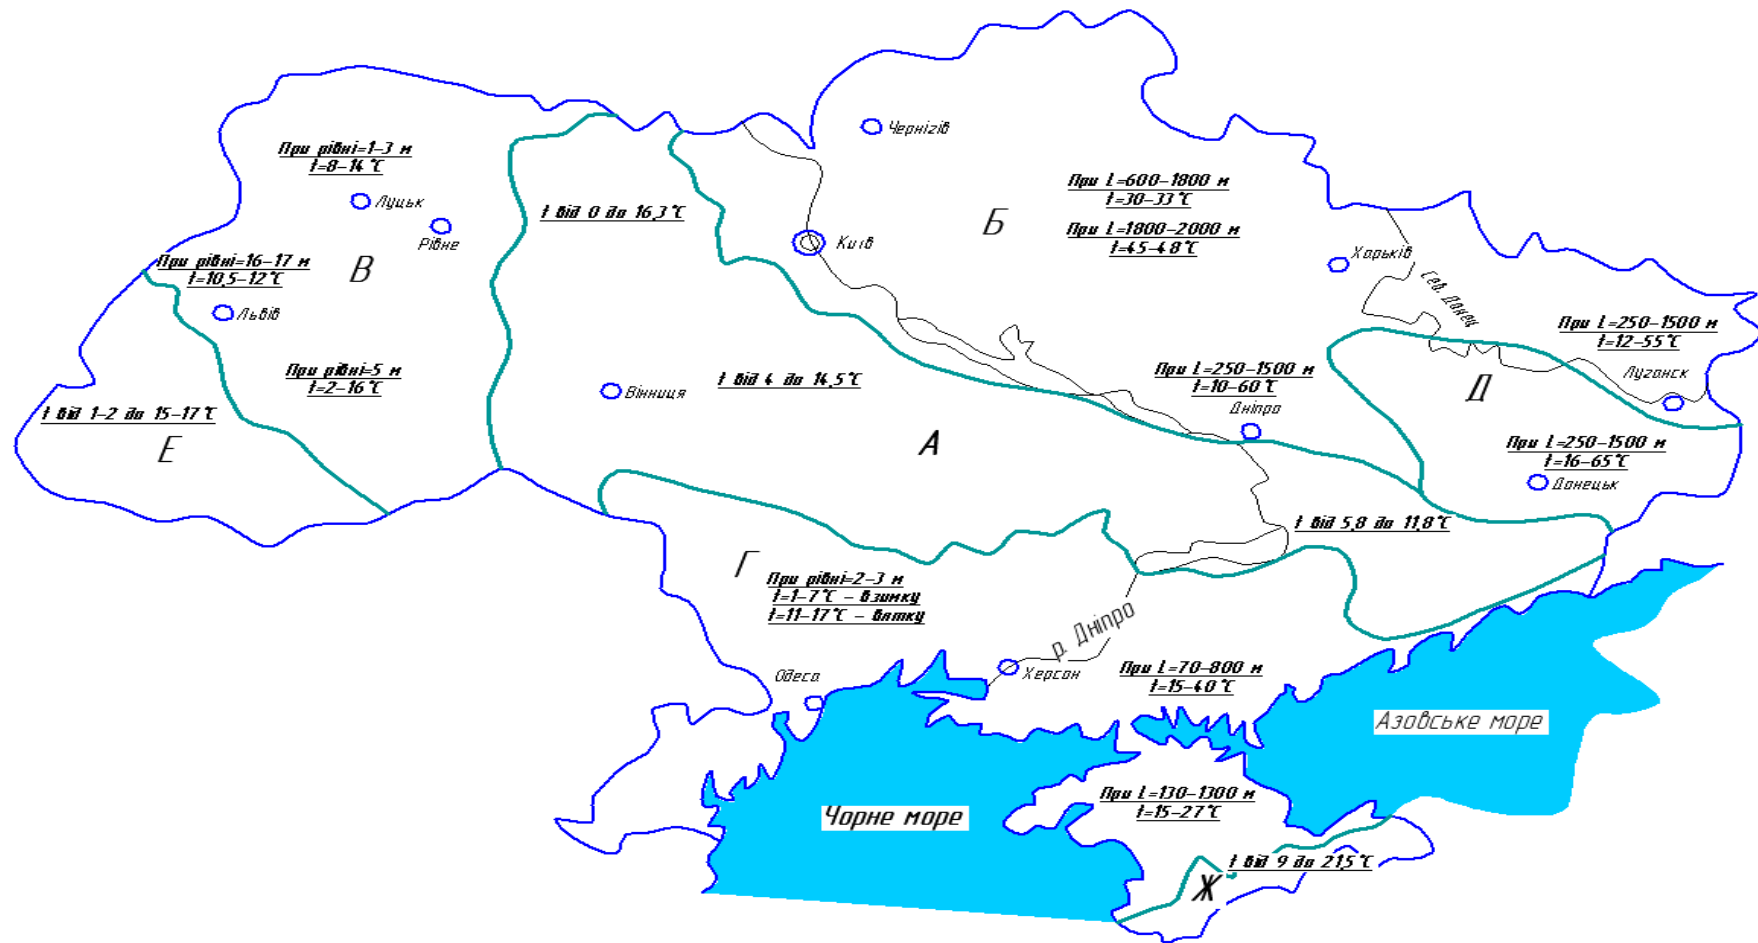 Чернігів
При рівні=1-3 м
t=8-14 °С
Луцьк
Рівне
В
При рівні=16-17 м
t=10,5-12°С
Львів
При рівні=5 м
t=2-16°С
t від 1-2 до 15-17 °С
Е
t від 0 до 16,3°С
Київ
Б
При L=600-1800 м
t=30-33°С
При L=1800-2000 м
t=45-48°С
Харьків
Сев. Донец
При L=250-1500 м
t=12-55°С
Луганск
Д
При L=250-1500 м
t=10-60°С
Дніпро
При L=250-1500 м
t=16-65°С
Донецьк
Вінниця
t від 4 до 14,5°С
А
t від 5,8 до 11,8°С
Г
При рівні=2-3 м
t=1-7°С - взимку
t=11-17°С - влітку
р. Дніпро
Одеса
Херсон
При L=70-800 м
t=15-40°С
Азовське море
При L=130-1300 м
t=15-27°С
Чорне море
t від 9 до 21,5°С
Ж